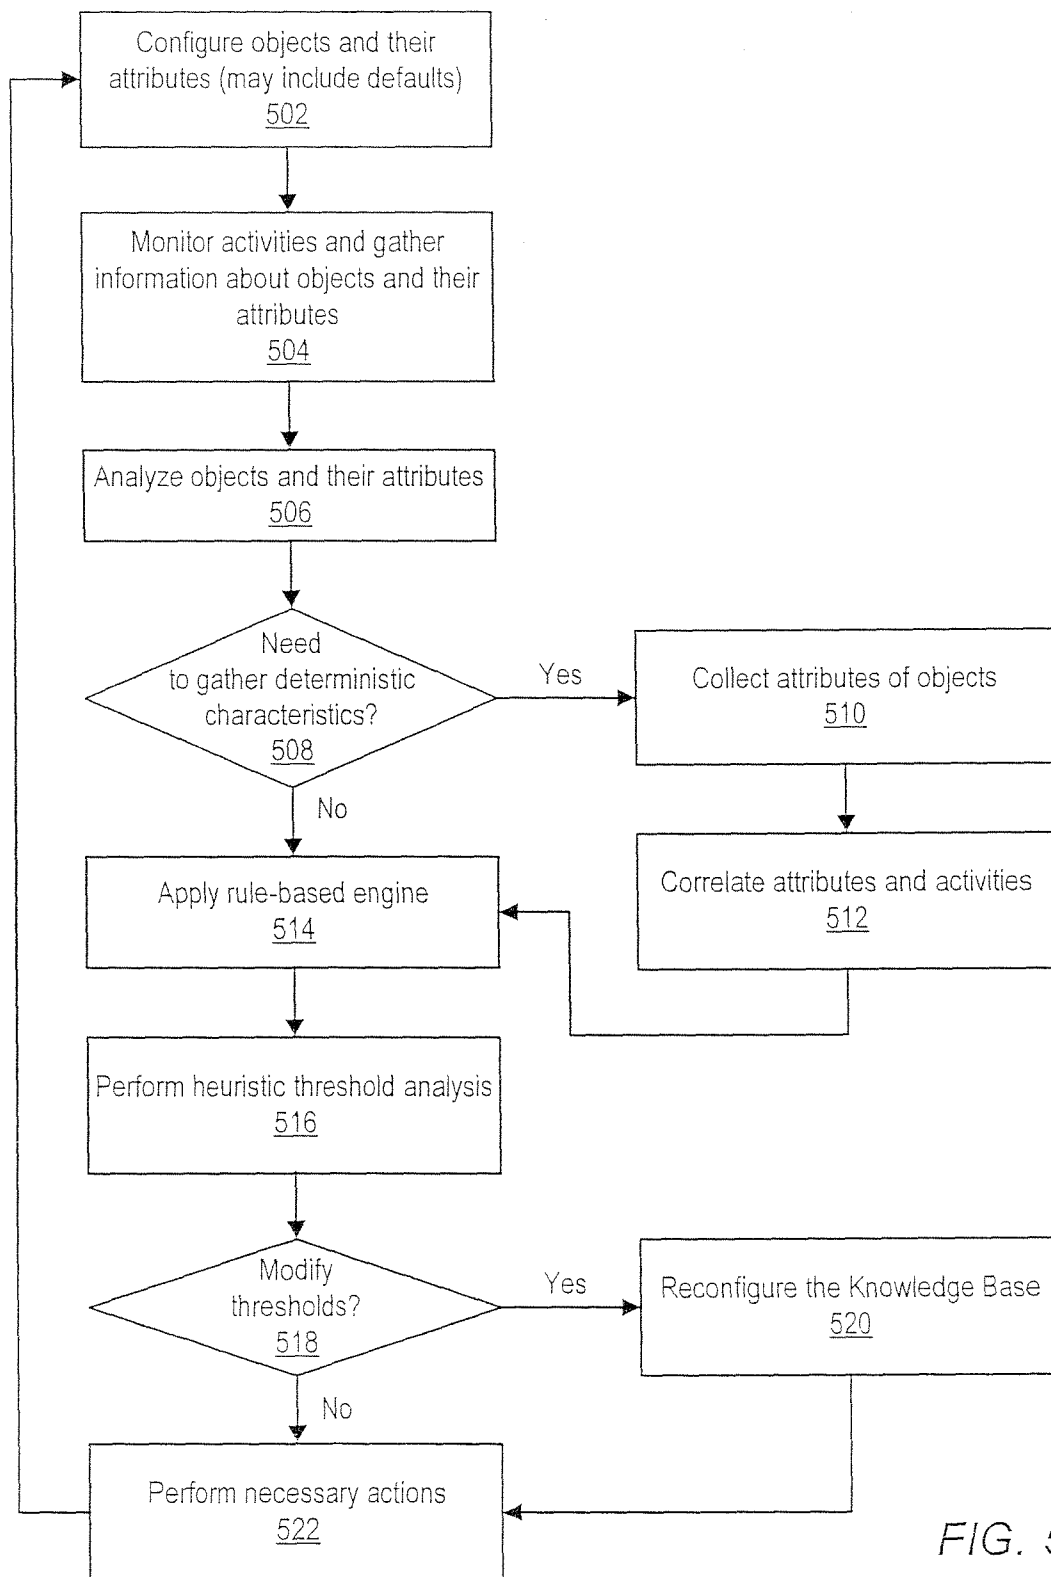 Configure objects and their
attributes (may include defaults)
502
Monitor activities and gather
information about objects and their
attributes
504
Analyze objects and their attributes
506
Need
to gather deterministic
characteristics?
508
Yes
Collect attributes of objects
510
No
Correlate attributes and activities
512
Apply rule-based engine
514
Perform heuristic threshold analysis
516
Modify
thresholds?
518
Yes
Reconfigure the Knowledge Base
520
No
Perform necessary actions
522
FIG. 5